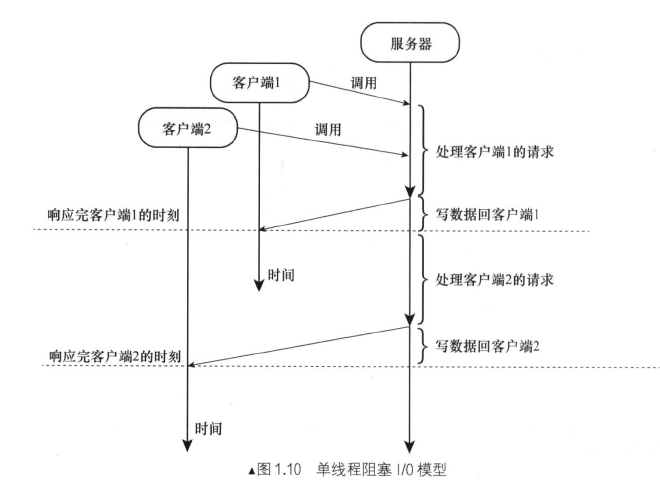 服务器
客户端1
调用
客户端2
调用
处理客户端1的请求
响应完客户端1的时刻
写数据回客户端1
时间
处理客户端2的请求
响应完客户端2的时刻
写数据回客户端2
时间
▲图 1.10 单线程阻塞 I/O 模型